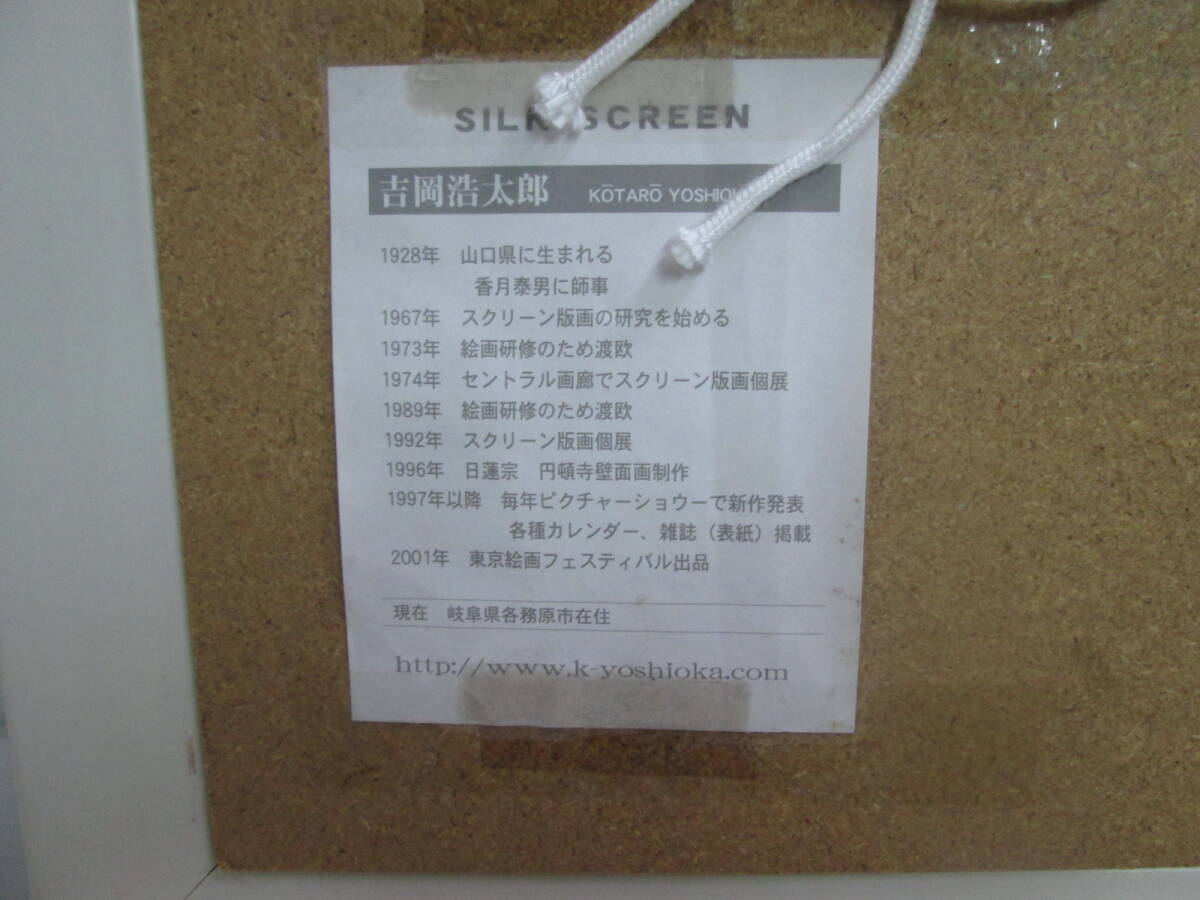 SILK SCREEN
吉岡浩太郎 KŌTARŌ YOSHIOKA
1928年 山口県に生まれる
香月泰男に師事
1967年 スクリーン版画の研究を始める
1973年 絵画研修のため渡欧
1974年 セントラル画廊でスクリーン版画個展
1989年 絵画研修のため渡欧
1992年 スクリーン版画個展
1996年 日蓮宗 円頓寺壁面画制作
1997年以降 毎年ピクチャーショウーで新作発表
各種カレンダー、雑誌（表紙）掲載
2001年 東京絵画フェスティバル出品
現在 岐阜県各務原市在住
http://www.k-yoshioka.com